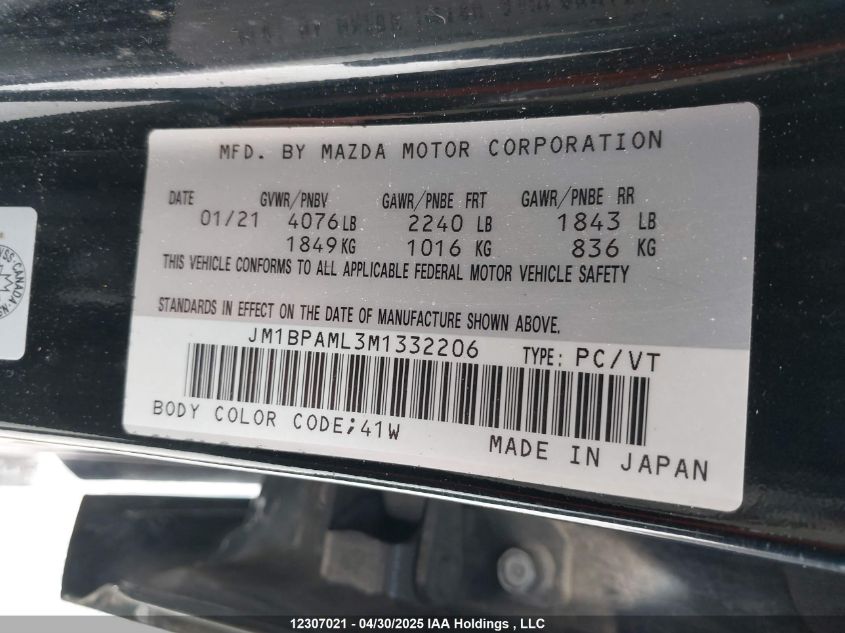 MFD. BY MAZDA MOTOR CORPORATION
DATE GVWR/PNBV GAWR/PNBE FRT GAWR/PNBE RR
01/21 4076LB 2240 LB 1843 LB
1849KG 1016 KG 836 KG
THIS VEHICLE CONFORMS TO ALL APPLICABLE FEDERAL MOTOR VEHICLE SAFETY
STANDARDS IN EFFECT ON THE DATE OF MANUFACTURE SHOWN ABOVE.
JM1BPAML3M1332206 TYPE: PC/VT
BODY COLOR CODE;41W
MADE IN JAPAN
CANADA
12307021 - 04/30/2025 IAA Holdings , LLC